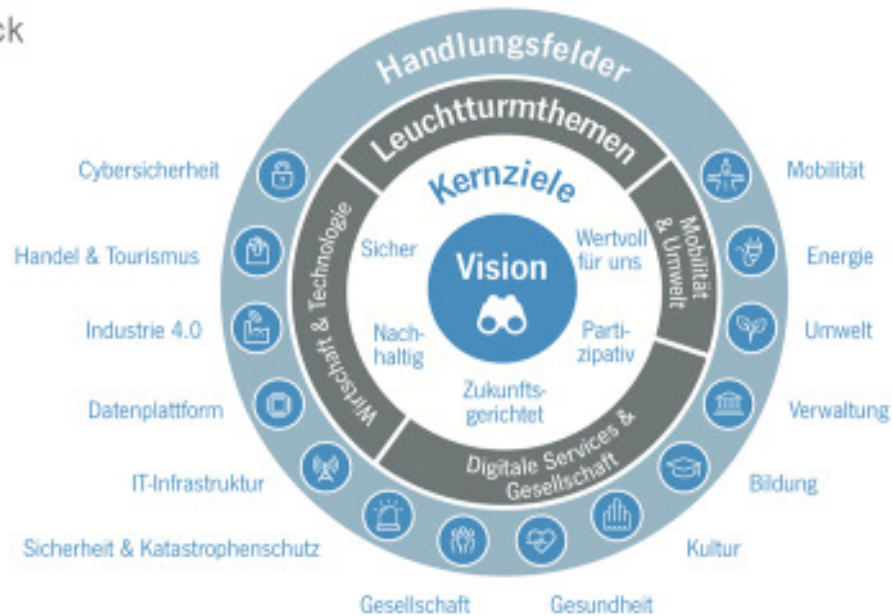 ck
Handlungsfelder
Leuchtturmthemen
Kernziele
Vision
Sicher
Wertvoll
für uns
Nach-
haltig
Parti-
zipativ
Zukunfts-
gerichtet
Wirtschaft & Technologie
Mobilität
& Umwelt
Digitale Services &
Gesellschaft
Cybersicherheit
Handel & Tourismus
Industrie 4.0
Datenplattform
IT-Infrastruktur
Sicherheit & Katastrophenschutz
Gesellschaft
Gesundheit
Kultur
Bildung
Verwaltung
Umwelt
Energie
Mobilität